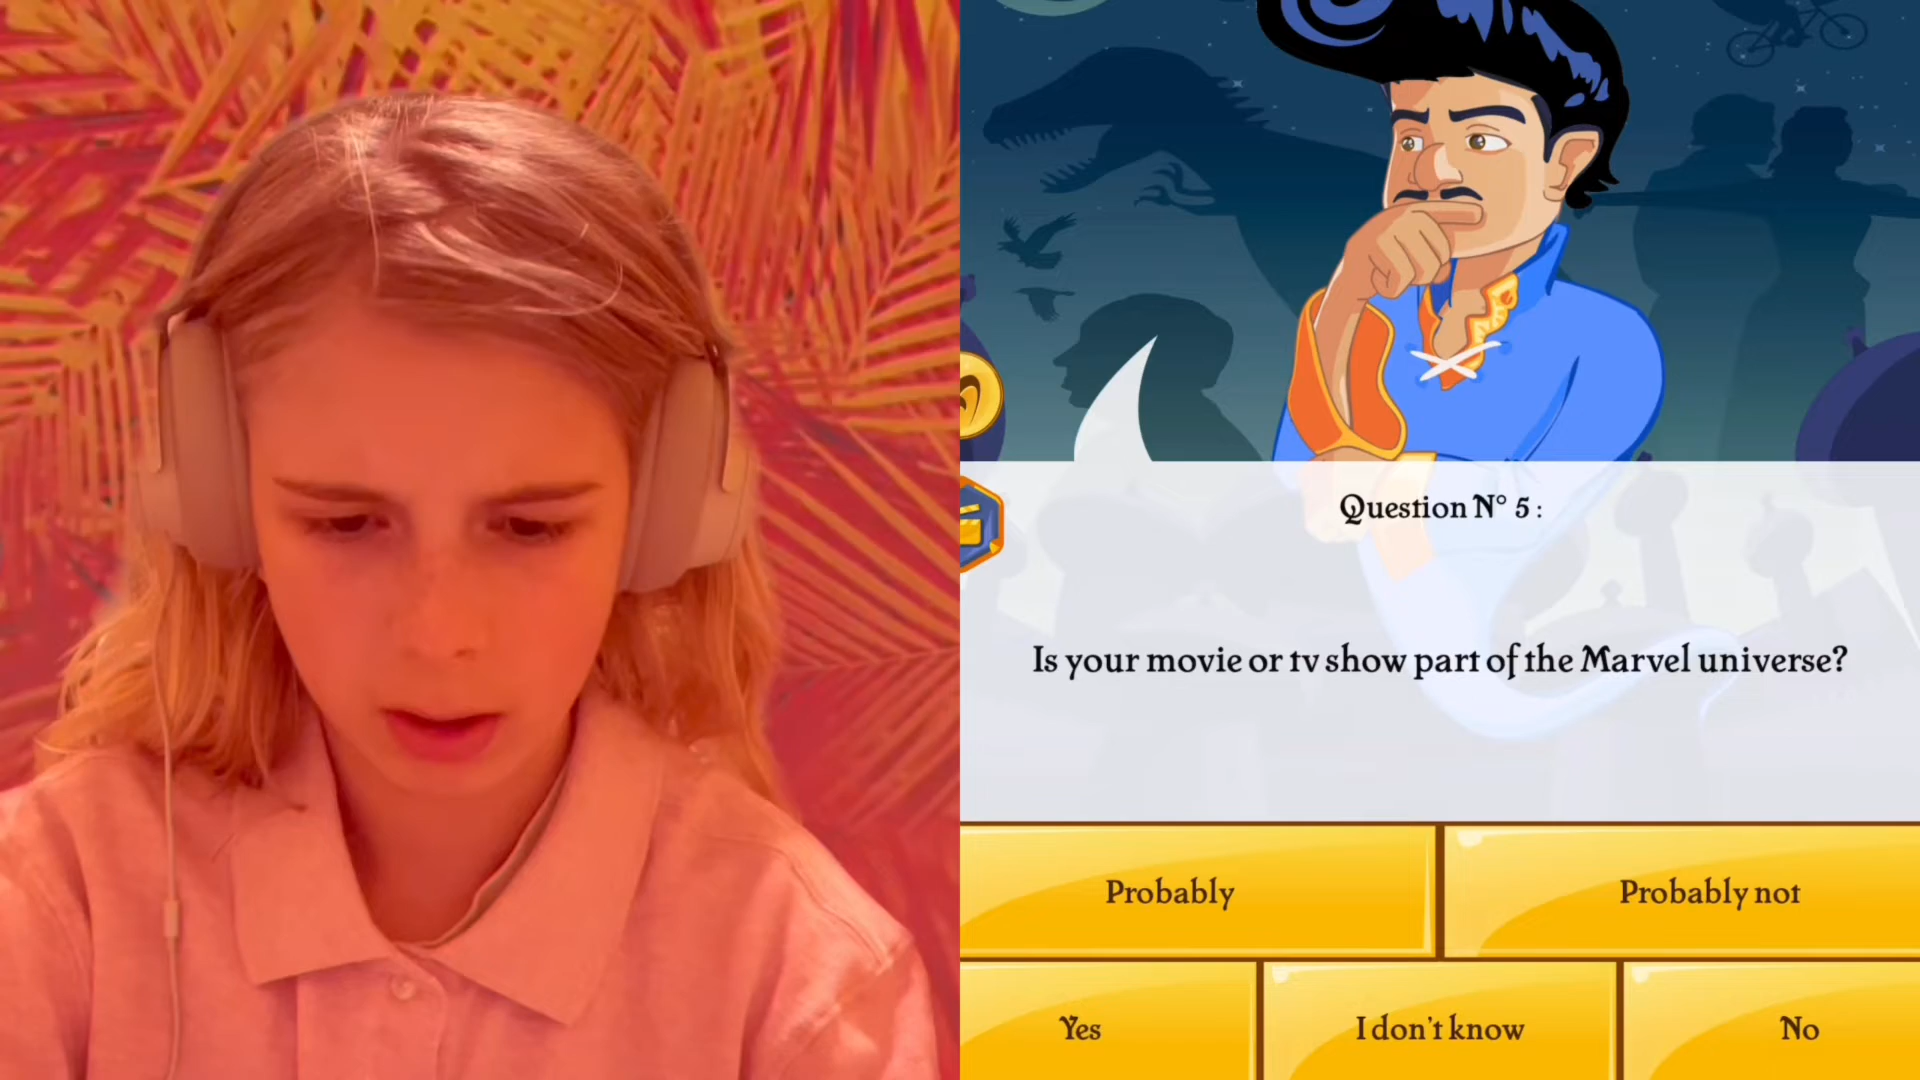 Question N° 5 :
Is your movie or tv show part of the Marvel universe?
Probably
Probably not
Yes
I don't know
No